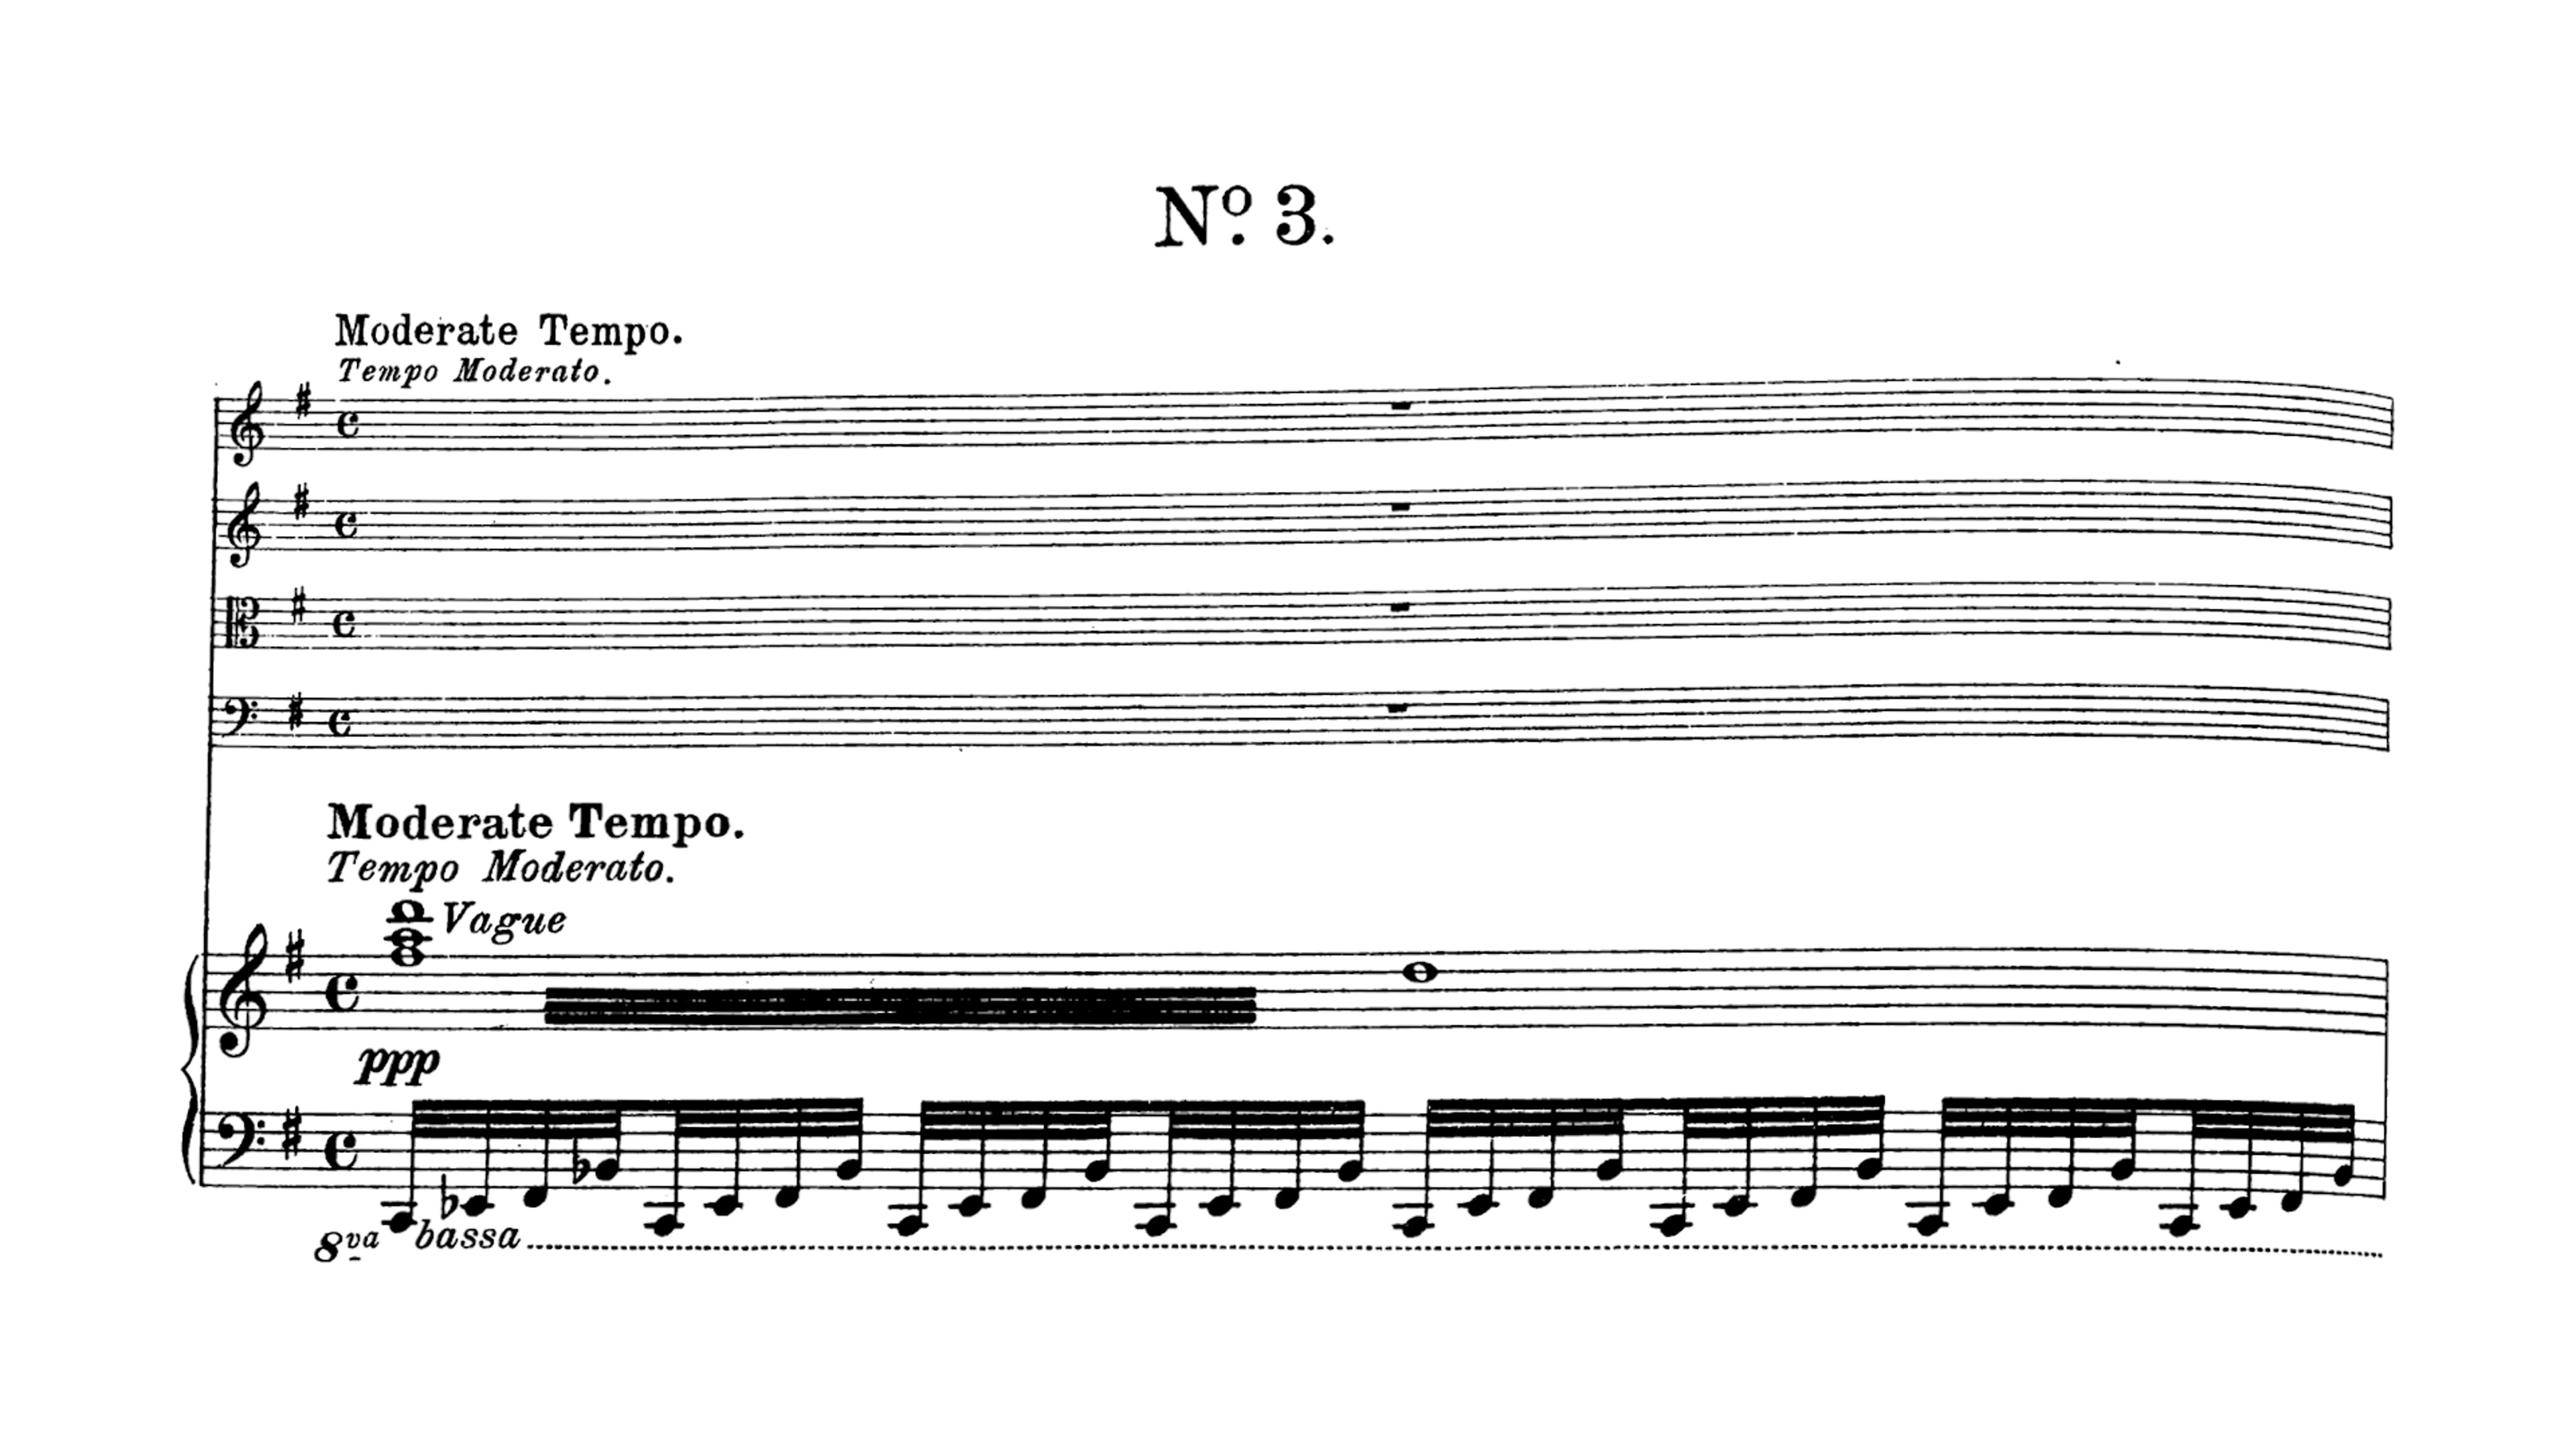 Nº 3.
Moderate Tempo.
Tempo Moderato.
Moderate Tempo.
Tempo Moderato.
Vague
ppp
8va bassa